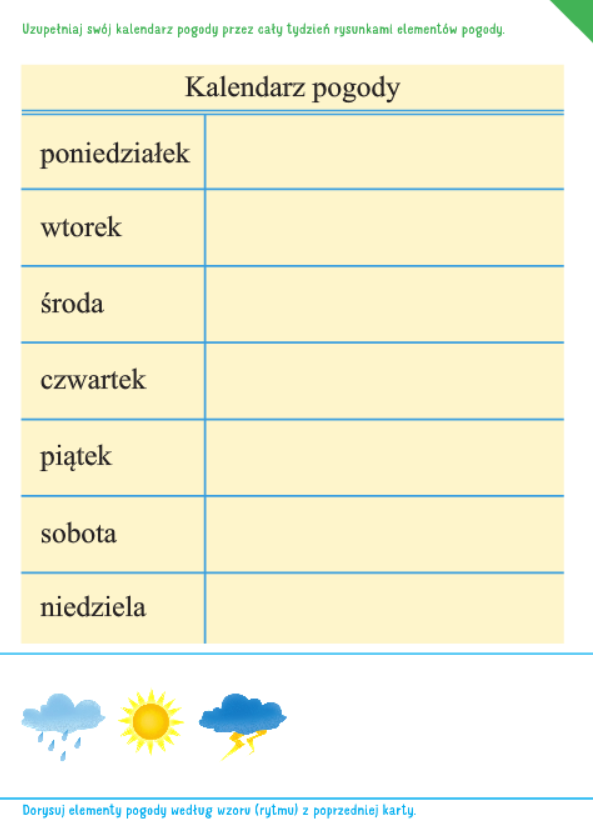 Uzupełniaj swój kalendarz pogody przez cały tydzień rysunkami elementów pogody.
Kalendarz pogody
poniedziałek
wtorek
środa
czwartek
piątek
sobota
niedziela
Dorysuj elementy pogody według wzoru (rytmu) z poprzedniej karty.